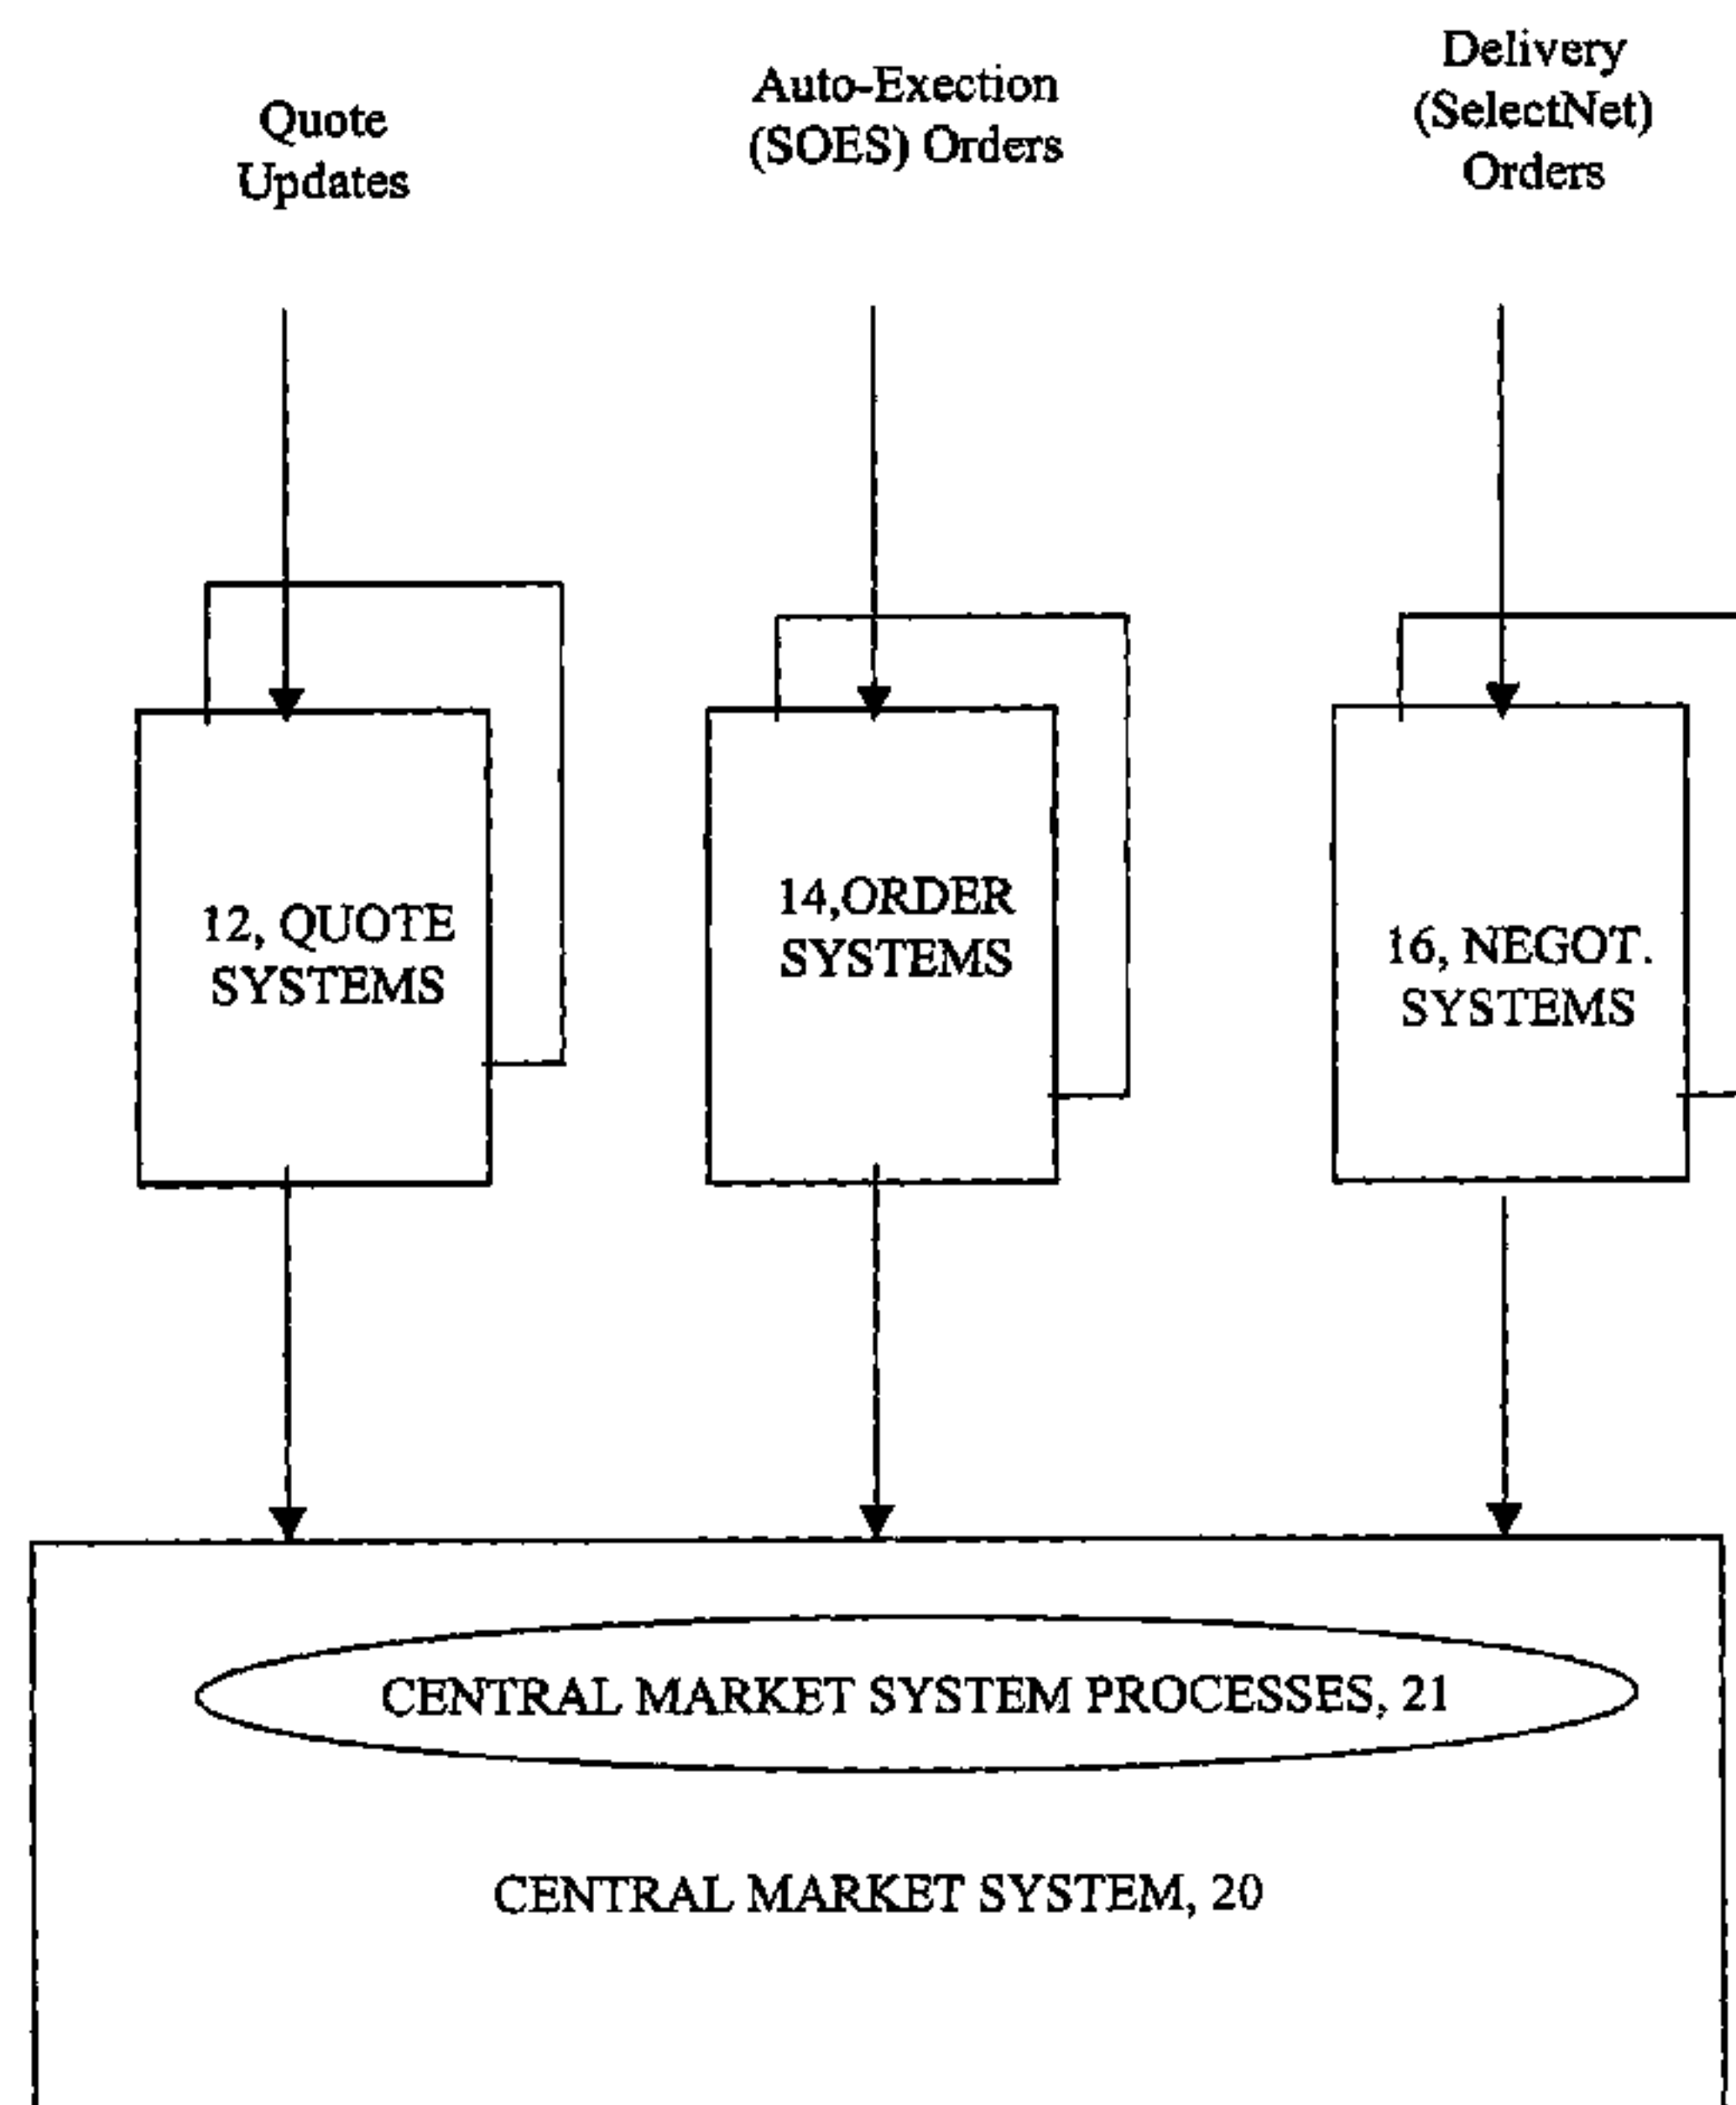 Quote
Updates
Auto-Exection
(SOES) Orders
Delivery
(SelectNet)
Orders
12, QUOTE
SYSTEMS
14,ORDER
SYSTEMS
16, NEGOT.
SYSTEMS
CENTRAL MARKET SYSTEM PROCESSES, 21
CENTRAL MARKET SYSTEM, 20